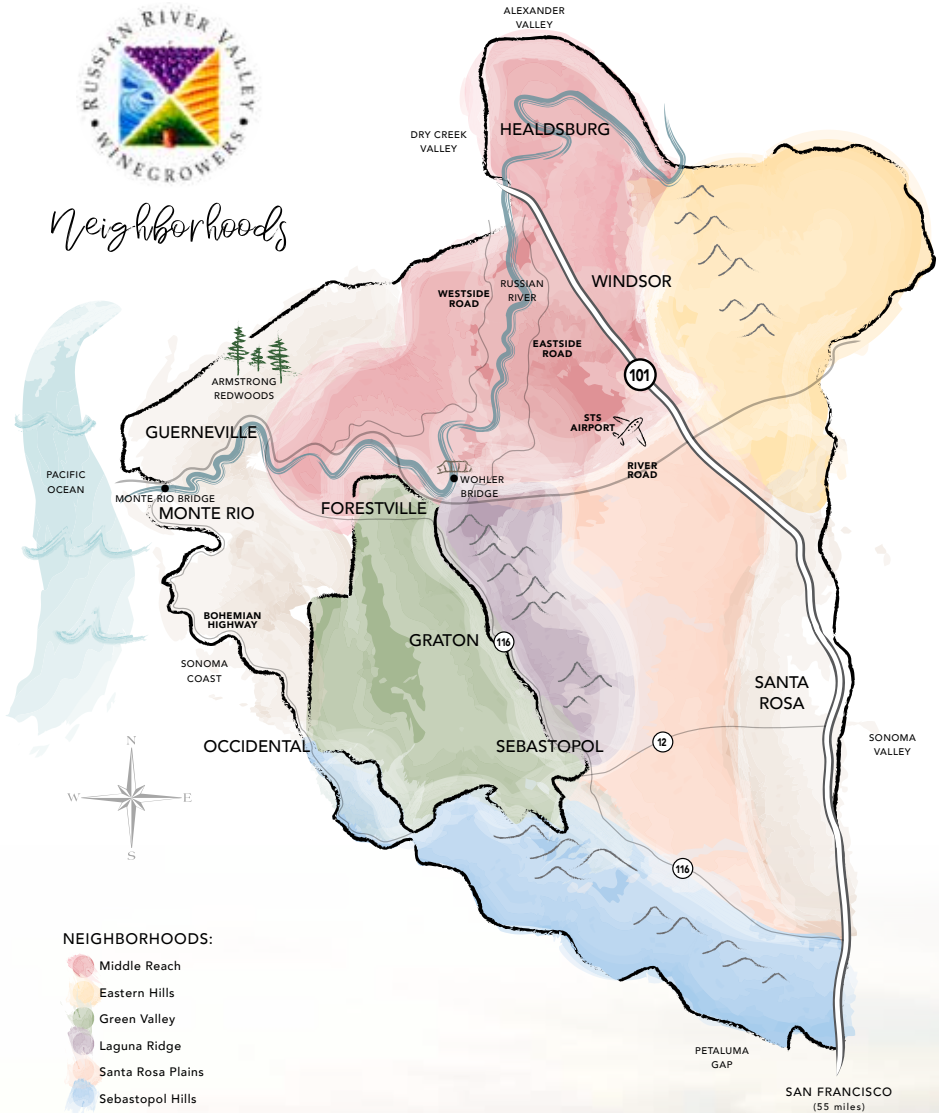 RUSSIAN RIVER VALLEY
• WINEGROWERS •
Neighborhoods
ALEXANDER
VALLEY
DRY CREEK
VALLEY
HEALDSBURG
WINDSOR
WESTSIDE
ROAD
RUSSIAN
RIVER
EASTSIDE
ROAD
101
ARMSTRONG
REDWOODS
STS
AIRPORT
GUERNEVILLE
RIVER
ROAD
PACIFIC
OCEAN
WOHLER
BRIDGE
MONTE RIO BRIDGE
MONTE RIO
FORESTVILLE
BOHEMIAN
HIGHWAY
GRATON
116
SONOMA
COAST
SANTA
ROSA
OCCIDENTAL
SEBASTOPOL
12
SONOMA
VALLEY
N
W
E
S
116
NEIGHBORHOODS:
Middle Reach
Eastern Hills
Green Valley
Laguna Ridge
Santa Rosa Plains
Sebastopol Hills
PETALUMA
GAP
SAN FRANCISCO
(55 miles)